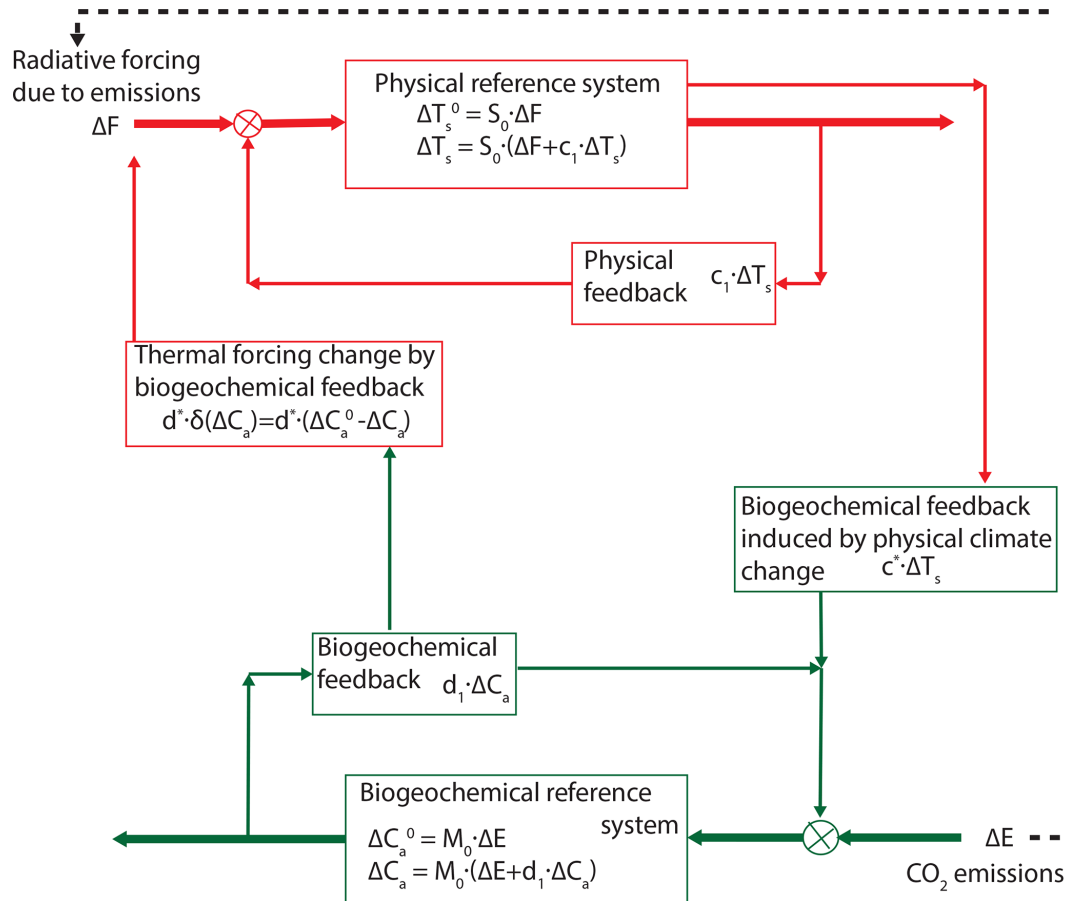 Radiative forcing
due to emissions
ΔF
Physical reference system
ΔTₛ⁰ = S₀·ΔF
ΔTₛ = S₀·(ΔF+c₁·ΔTₛ)
Physical
feedback
c₁·ΔTₛ
Thermal forcing change by
biogeochemical feedback
d*·δ(ΔCₐ)=d*·(ΔCₐ⁰-ΔCₐ)
Biogeochemical feedback
induced by physical climate
change c*·ΔTₛ
Biogeochemical
feedback d₁·ΔCₐ
Biogeochemical reference
system
ΔCₐ⁰ = M₀·ΔE
ΔCₐ = M₀·(ΔE+d₁·ΔCₐ)
ΔE
CO₂ emissions